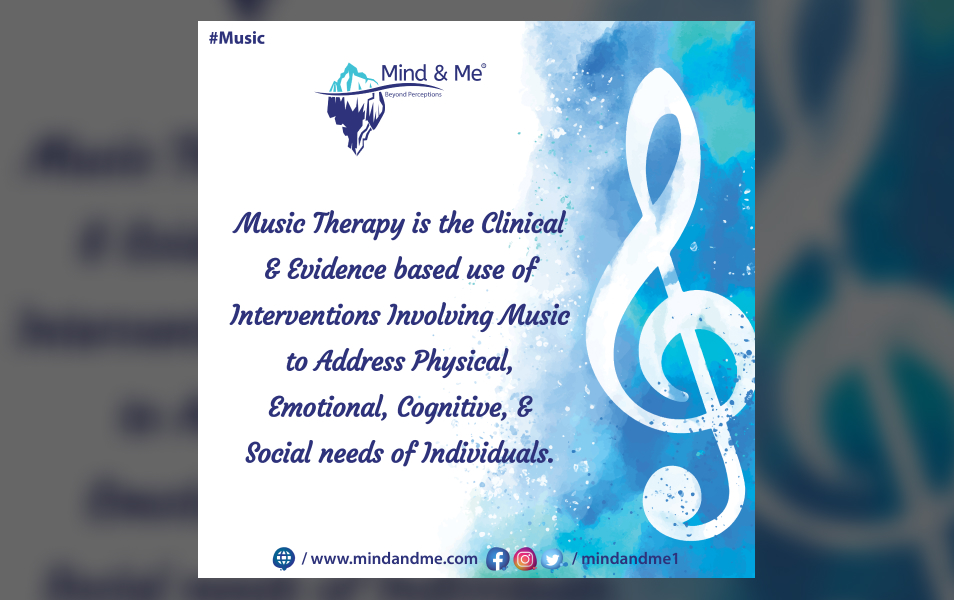 #Music
Mind & Me®
Beyond Perceptions
Music Therapy is the Clinical
& Evidence based use of
Interventions Involving Music
to Address Physical,
Emotional, Cognitive, &
Social needs of Individuals.
/ www.mindandme.com / mindandme1